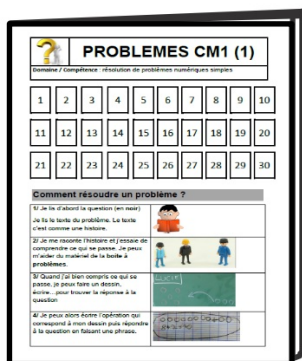 PROBLEMES CM1 (1)
Domaine / Compétence : résolution de problèmes numériques simples
1 2 3 4 5 6 7 8 9 10
11 12 13 14 15 16 17 18 19 20
21 22 23 24 25 26 27 28 29 30
Comment résoudre un problème ?
1/ Je lis d'abord la question (en noir)
Je lis le texte du problème. Le texte
c'est comme une histoire.
2/ Je me raconte l'histoire et j'essaie de
comprendre ce qui se passe. Je peux
m'aider du matériel de la boite à
problèmes.
3/ Quand j'ai bien compris ce qui se
passe, je peux faire un dessin,
écrire...pour trouver la réponse à la
question
4/ Je peux alors écrire l'opération qui
correspond à mon dessin puis répondre
à la question en faisant une phrase.